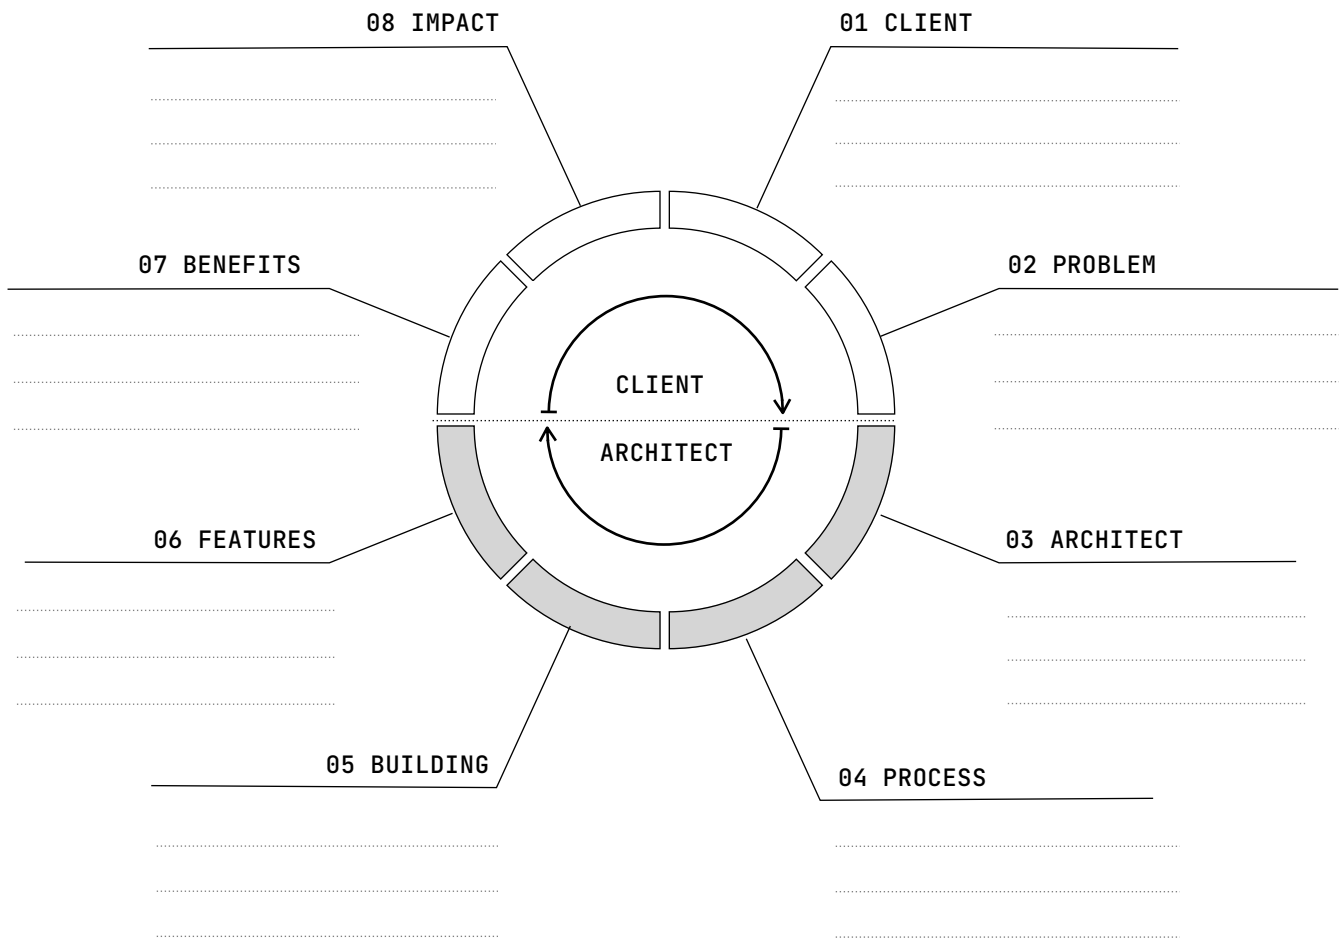 08 IMPACT
01 CLIENT
07 BENEFITS
02 PROBLEM
CLIENT
ARCHITECT
06 FEATURES
03 ARCHITECT
05 BUILDING
04 PROCESS